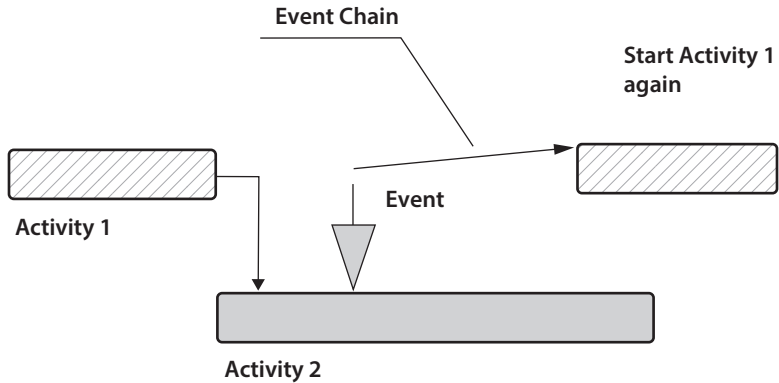 Event Chain
Start Activity 1
again
Activity 1
Event
Activity 2